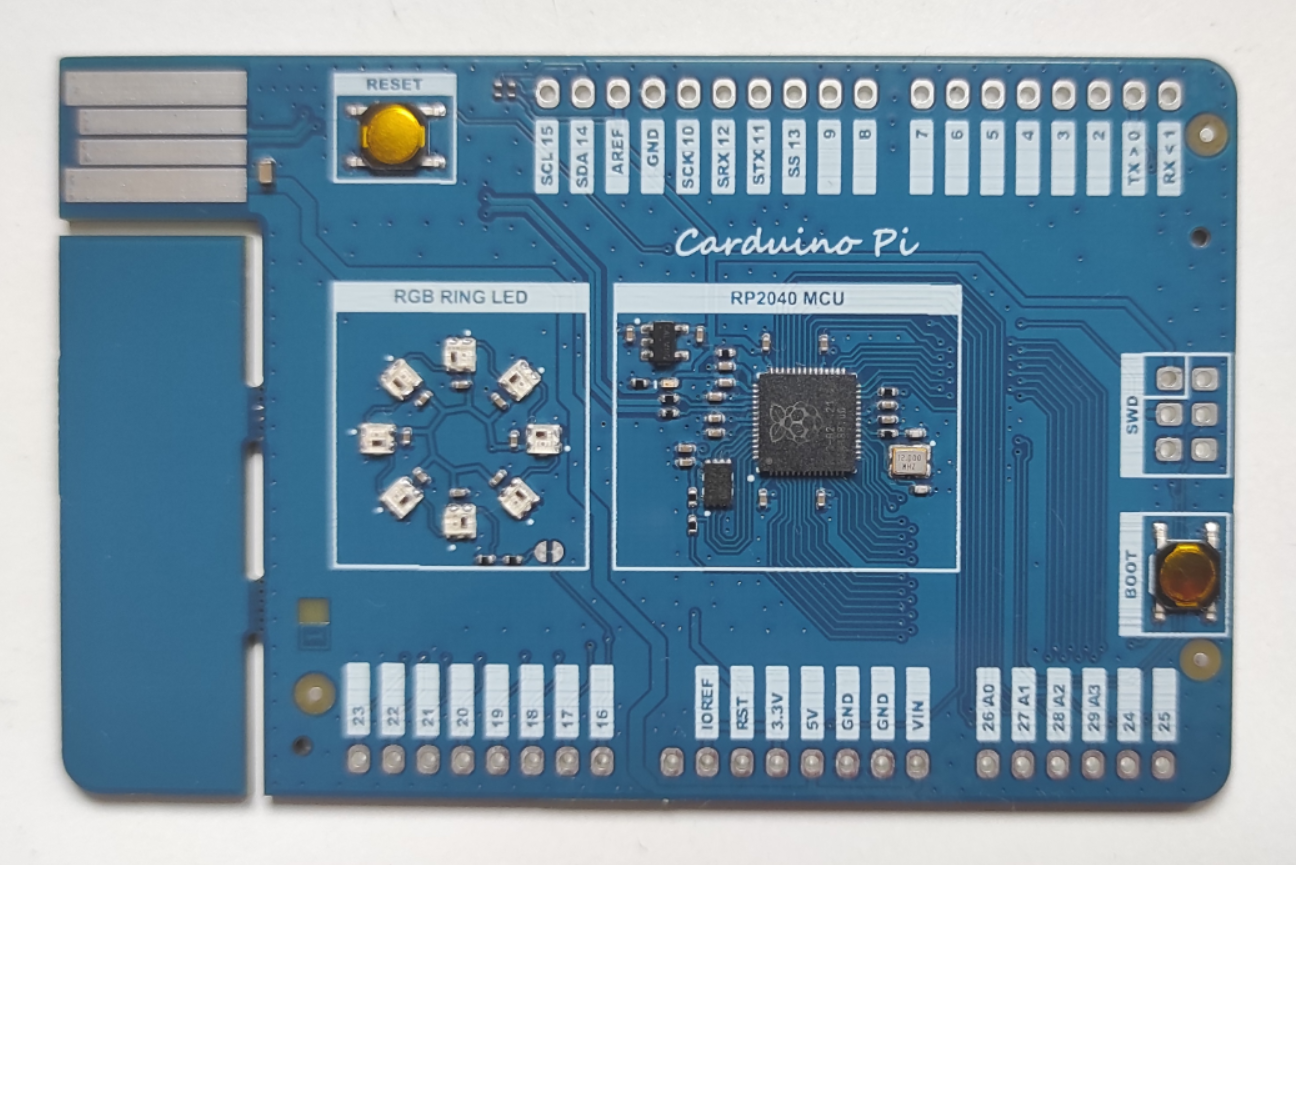 RESET
SCL 15
SDA 14
AREF
GND
SCK 10
SRX 12
STX 11
SS 13
9
8
7
6
5
4
3
2
TX > 0
RX < 1
Carduino Pi
RGB RING LED
RP2040 MCU
SWD
BOOT
23
22
21
20
19
18
17
16
IOREF
RST
3.3V
5V
GND
GND
VIN
26 A0
27 A1
28 A2
29 A3
24
25